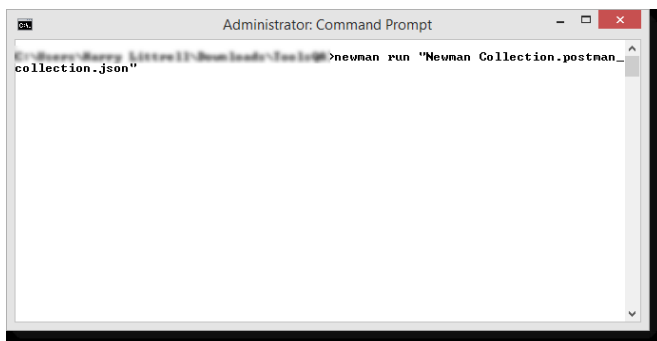 Administrator: Command Prompt
>newman run "Newman Collection.postman_
collection.json"